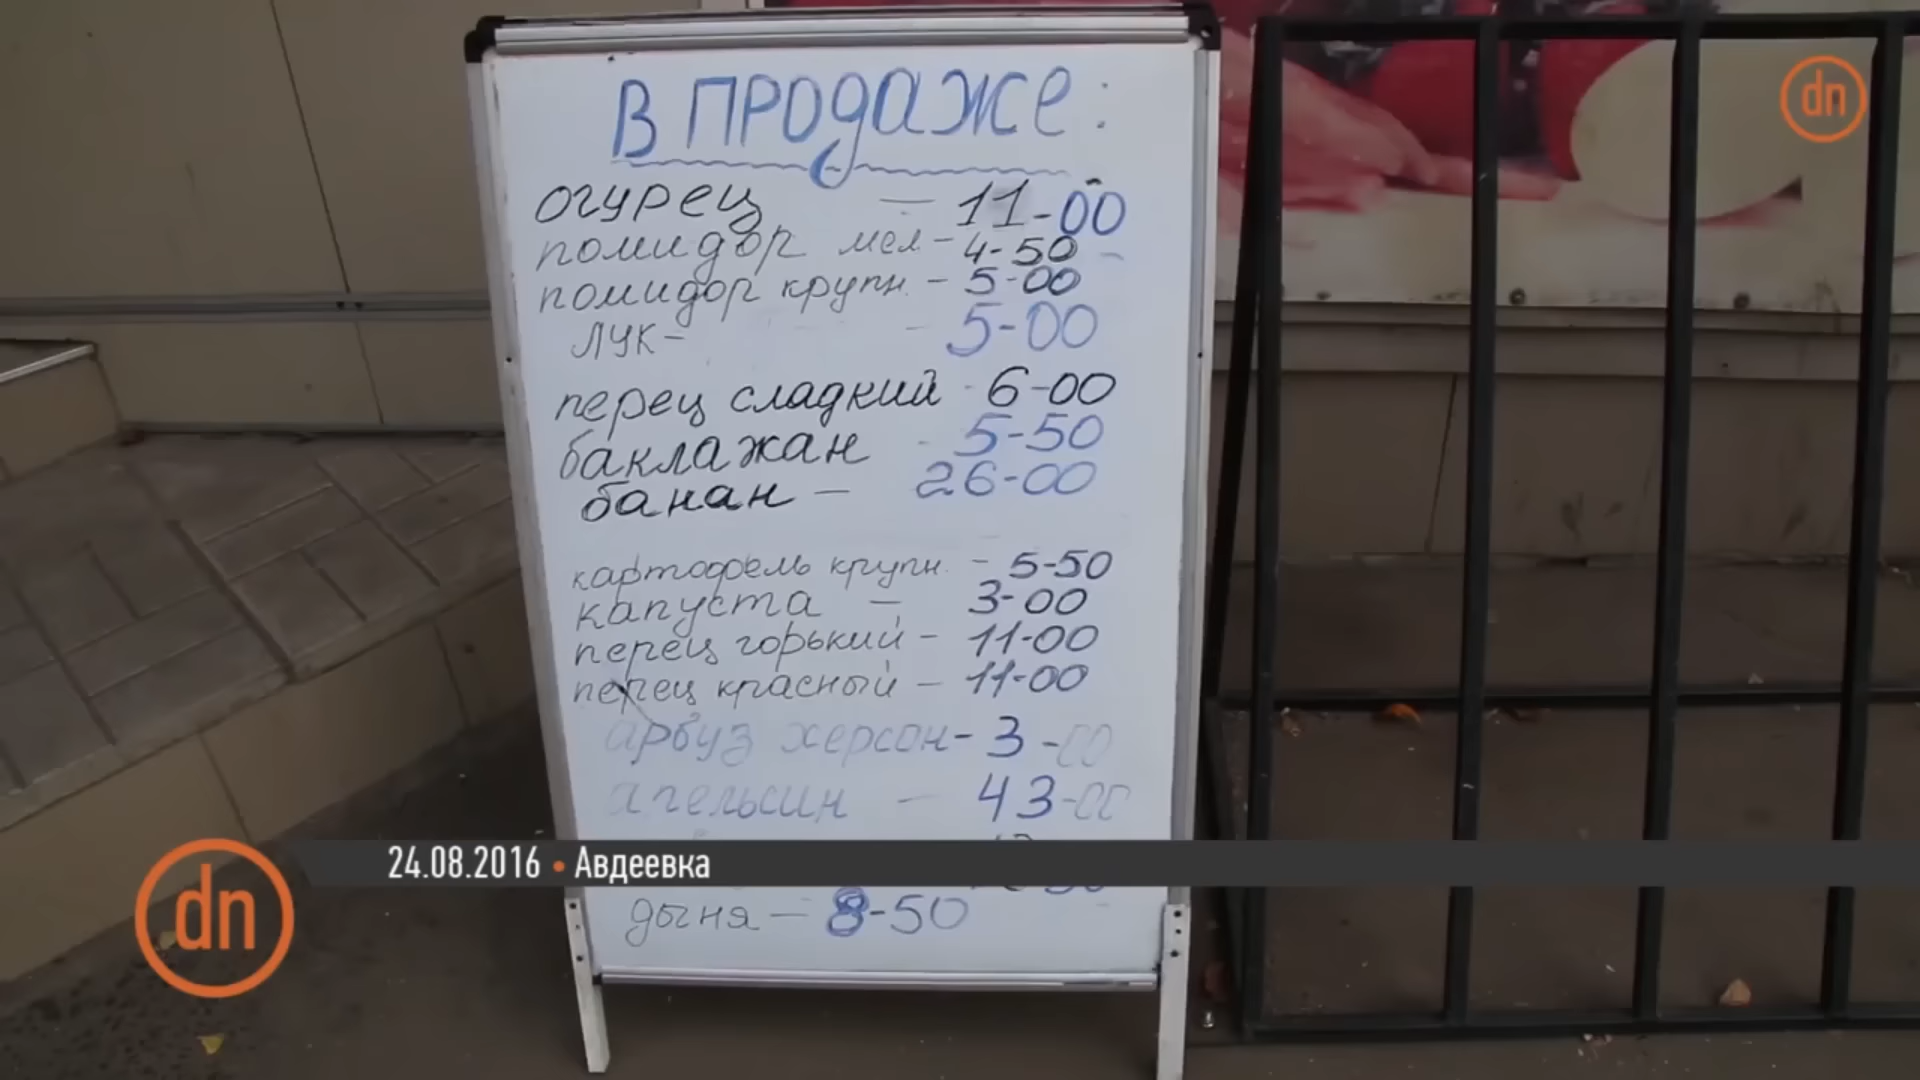 В ПРОДАЖЕ:
огурец — 11-00
помидор мел – 4-50
помидор крупн. – 5-00
лук – 5-00
перец сладкий - 6-00
баклажан - 5-50
банан – 26-00
картофель крупн. – 5-50
капуста – 3-00
перец горький – 11-00
перец красный – 11-00
арбуз херсон - 3-00
апельсин – 43-00
дыня – 8-50
24.08.2016 • Авдеевка
dn
dn